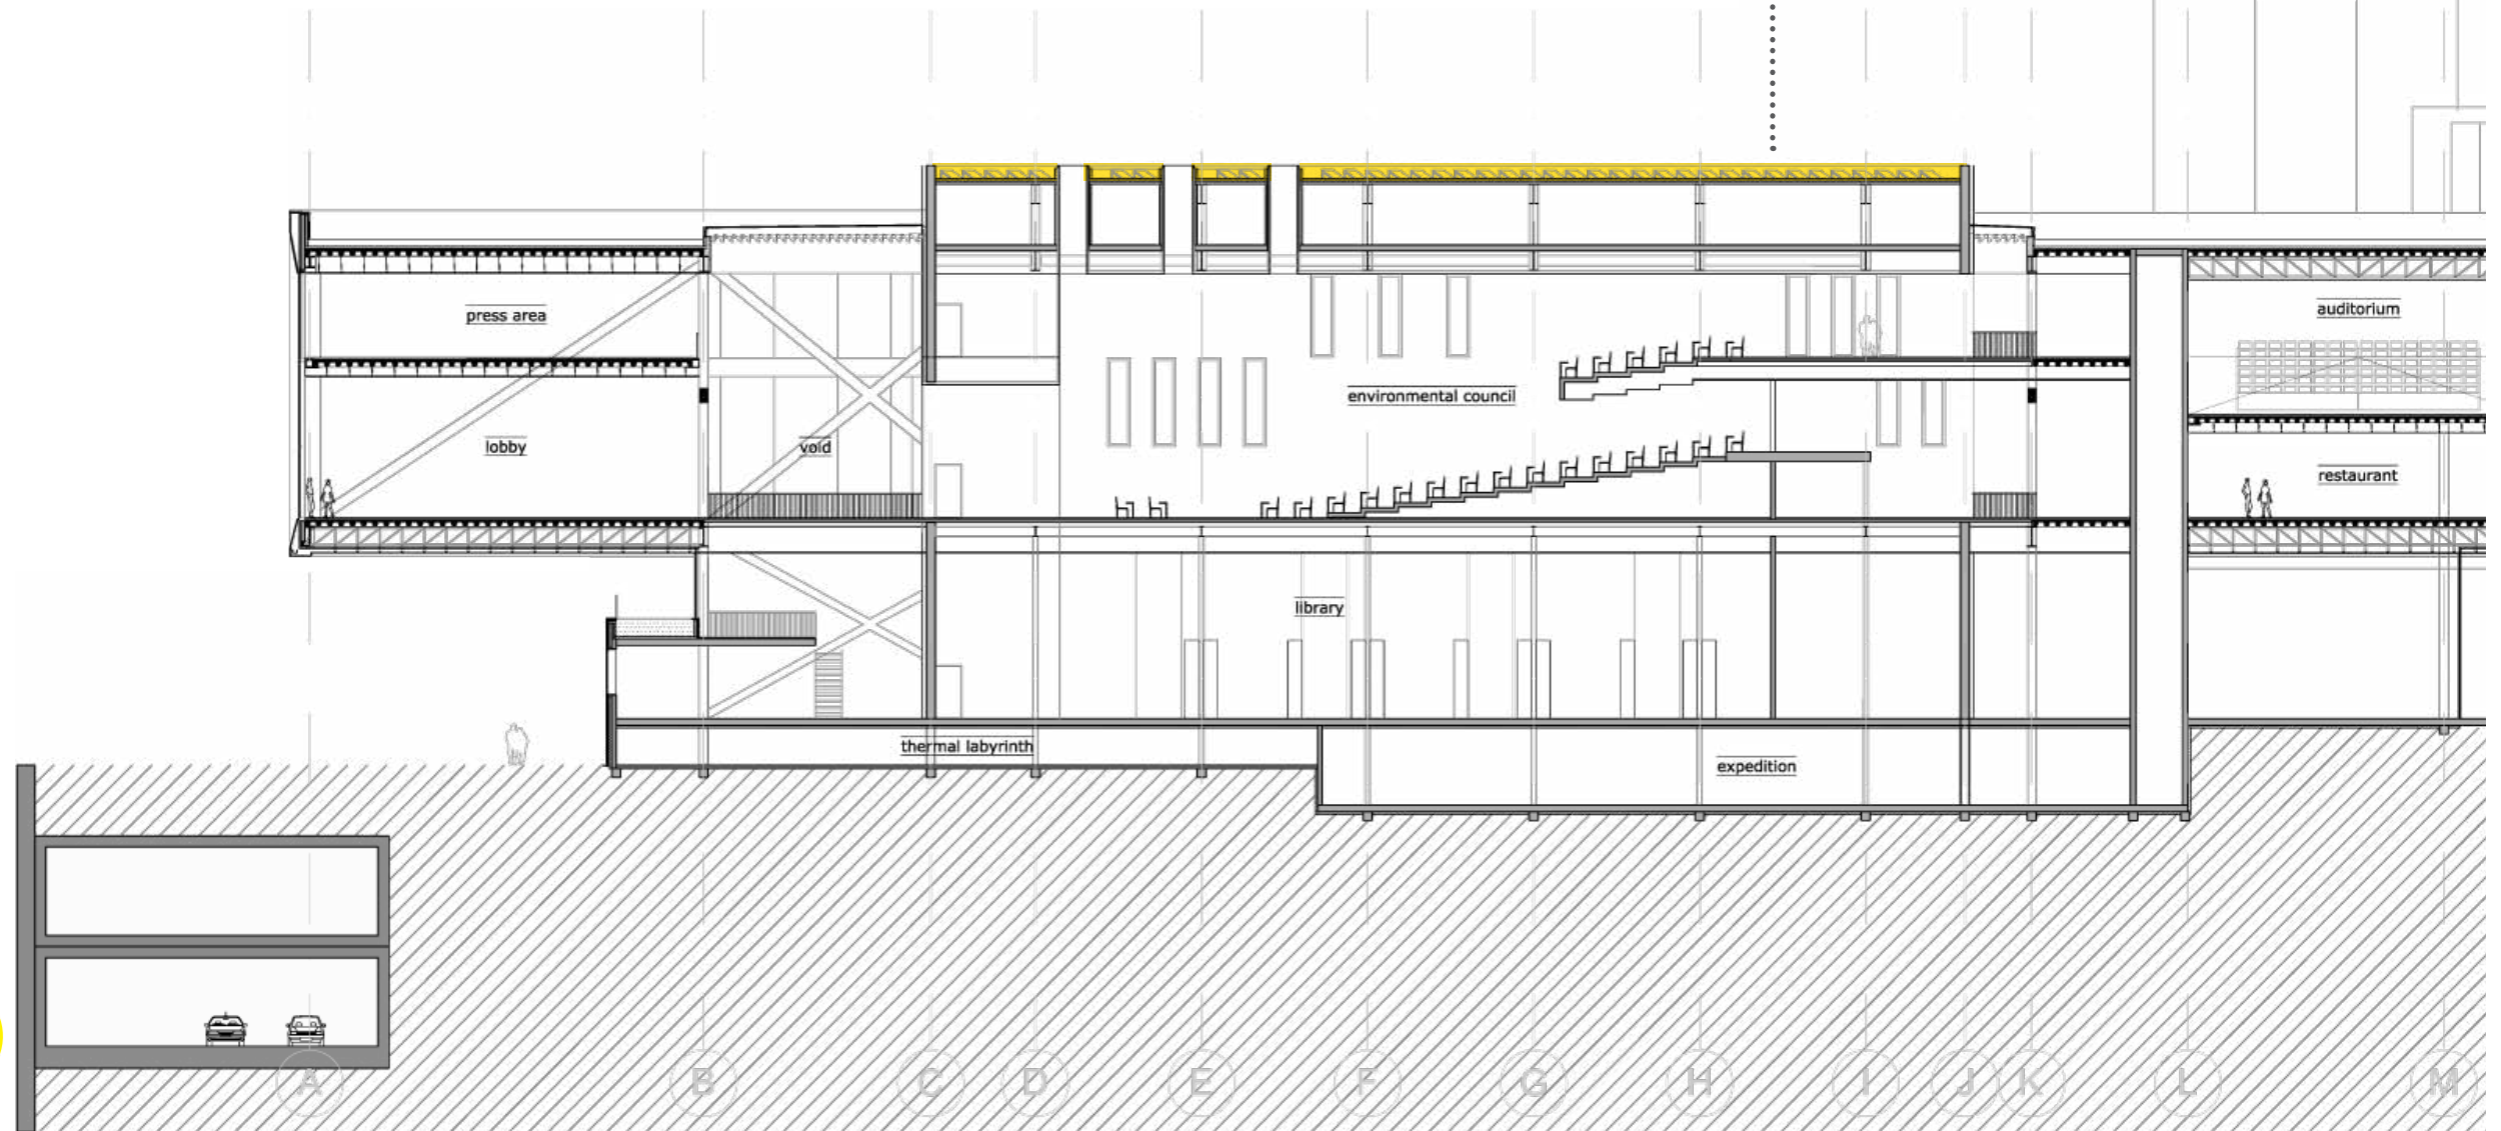 press area
auditorium
environmental council
lobby
void
restaurant
library
thermal labyrinth
expedition
A B C D E F G H I J K L M